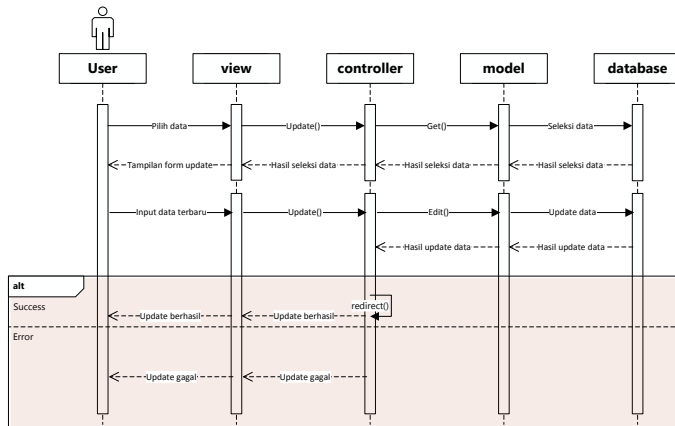 User
view
controller
model
database
Pilih data
Update()
Get()
Seleksi data
Tampilan form update
Hasil seleksi data
Hasil seleksi data
Hasil seleksi data
Input data terbaru
Update()
Edit()
Update data
Hasil update data
Hasil update data
alt
Success
redirect()
Update berhasil
Update berhasil
Error
Update gagal
Update gagal